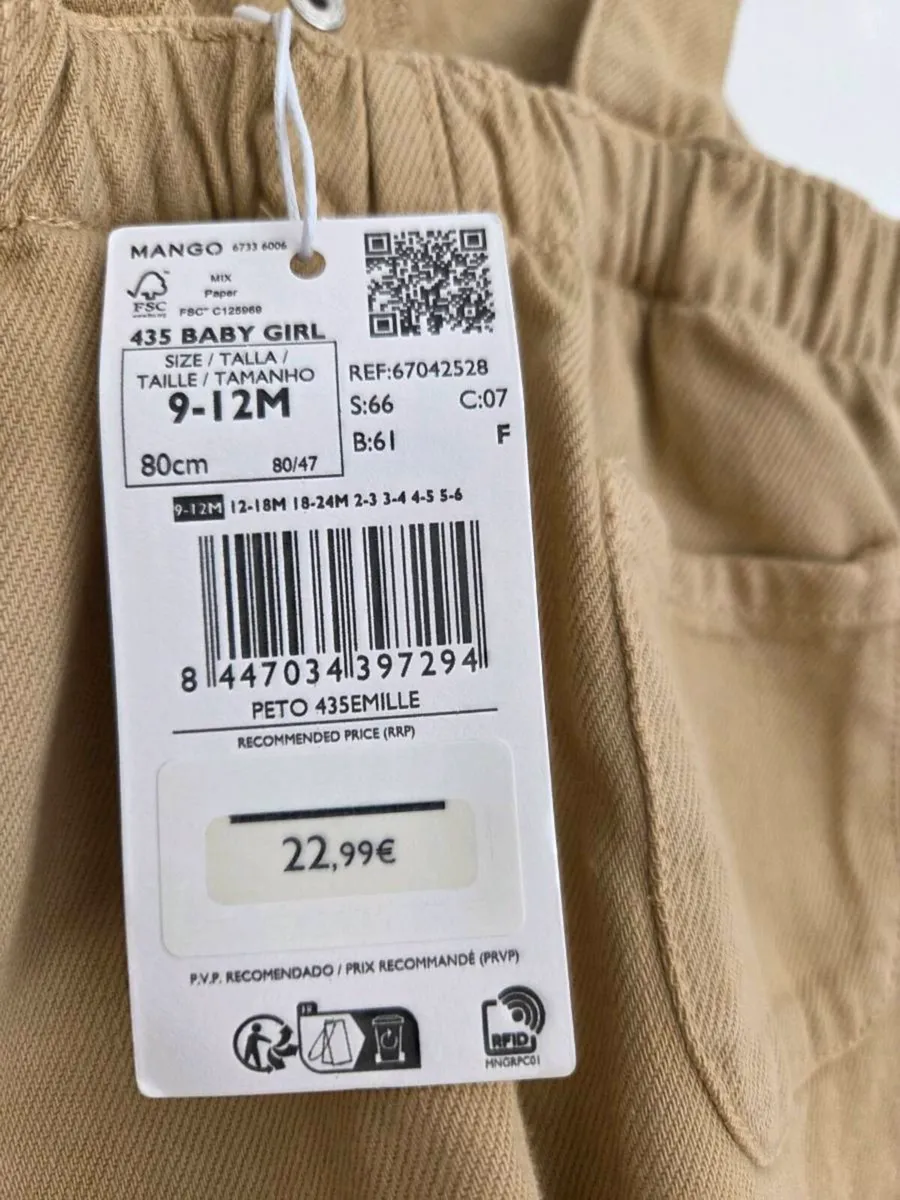 MANGO 6733 6006
MIX
Paper
FSC™ C125969
FSC
435 BABY GIRL
SIZE / TALLA /
TAILLE / TAMANHO
9-12M
80cm 80/47
REF:67042528
S:66 C:07
B:61 F
9-12M 12-18M 18-24M 2-3 3-4 4-5 5-6
8 447034 397294
PETO 435EMILLE
RECOMMENDED PRICE (RRP)
22,99€
P.V.P. RECOMENDADO / PRIX RECOMMANDÉ (PRVP)
RFID
MNGRPC01